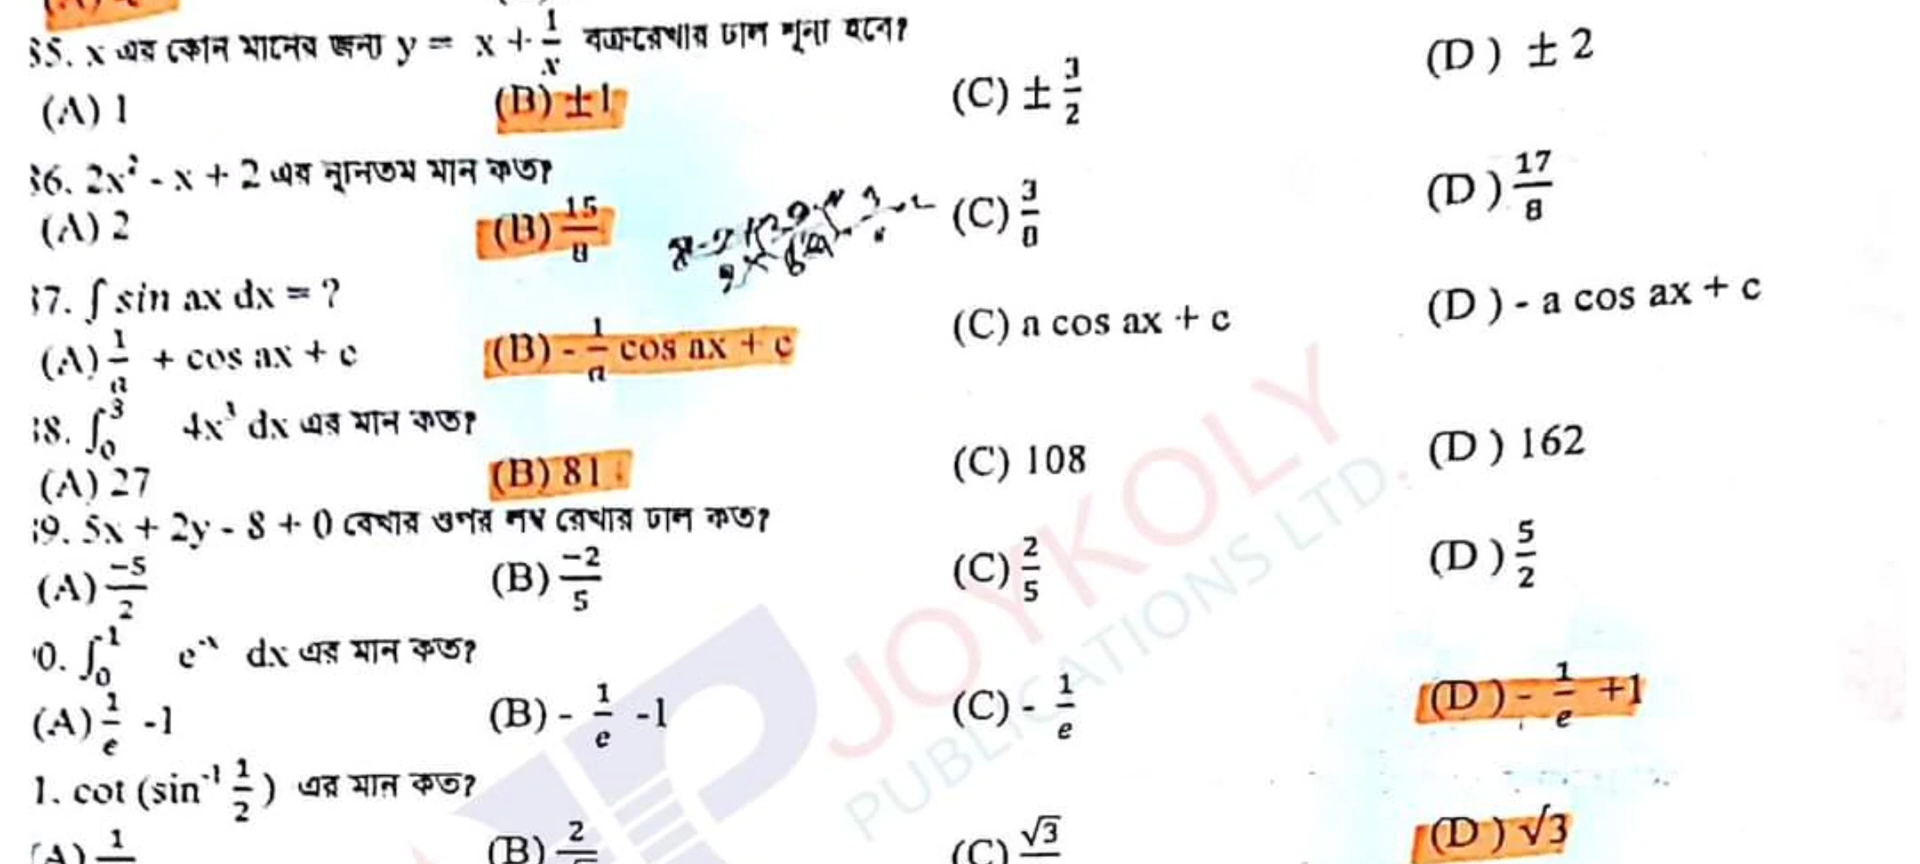 35. x এর কোন মানের জন্য y = x + 1/x বক্ররেখার ঢাল শূন্য হবে?
(A) 1 (B) ±1 (C) ± 3/2 (D) ± 2
36. 2x² - x + 2 এর ন্যূনতম মান কত?
(A) 2 (B) 15/8 (C) 3/8 (D) 17/8
37. ∫ sin ax dx = ?
(A) 1/a + cos ax + c (B) - 1/a cos ax + c (C) a cos ax + c (D) - a cos ax + c
38. ∫₀³ 4x³ dx এর মান কত?
(A) 27 (B) 81 (C) 108 (D) 162
39. 5x + 2y - 8 + 0 রেখার ওপর লম্ব রেখার ঢাল কত?
(A) -5/2 (B) -2/5 (C) 2/5 (D) 5/2
0. ∫₀¹ e⁻ˣ dx এর মান কত?
(A) 1/e -1 (B) - 1/e -1 (C) - 1/e (D) - 1/e +1
1. cot (sin⁻¹ 1/2) এর মান কত?
(D) √3
JOYKOLY
PUBLICATIONS LTD.